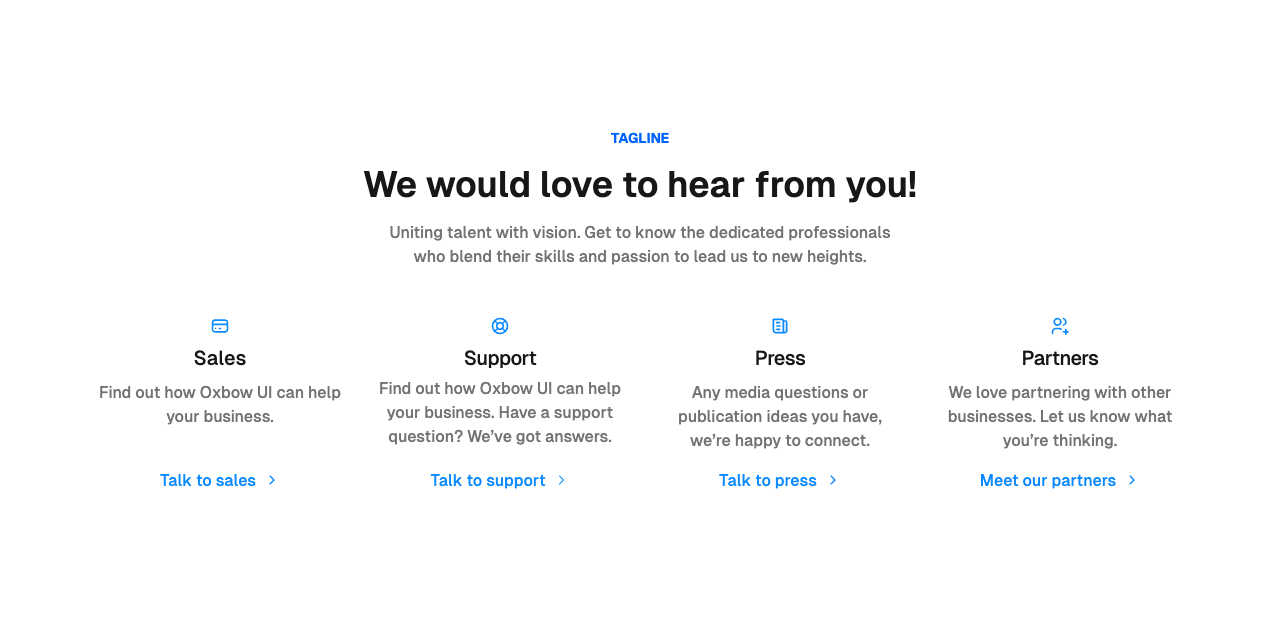 TAGLINE
We would love to hear from you!
Uniting talent with vision. Get to know the dedicated professionals
who blend their skills and passion to lead us to new heights.
Sales
Find out how Oxbow UI can help
your business.
Talk to sales
Support
Find out how Oxbow UI can help
your business. Have a support
question? We’ve got answers.
Talk to support
Press
Any media questions or
publication ideas you have,
we’re happy to connect.
Talk to press
Partners
We love partnering with other
businesses. Let us know what
you’re thinking.
Meet our partners